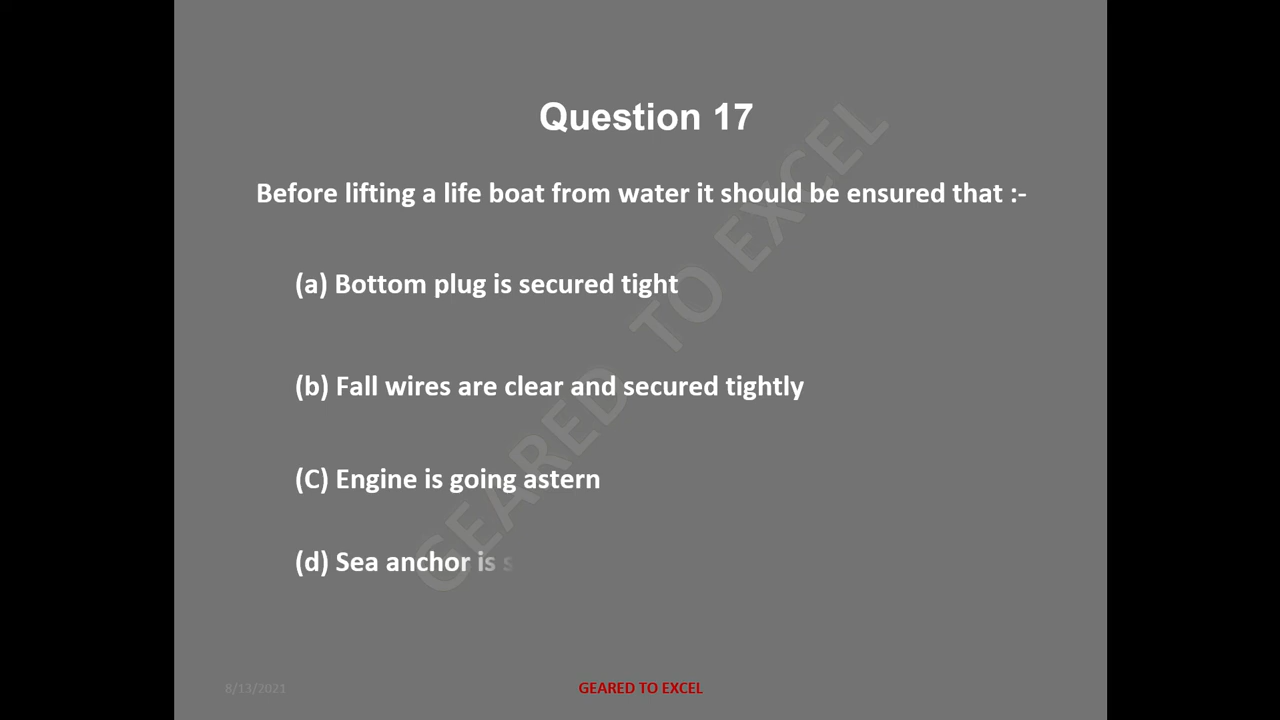 Question 17
Before lifting a life boat from water it should be ensured that :-
(a) Bottom plug is secured tight
(b) Fall wires are clear and secured tightly
(C) Engine is going astern
(d) Sea anchor is
GEARED TO EXCEL
8/13/2021
GEARED TO EXCEL